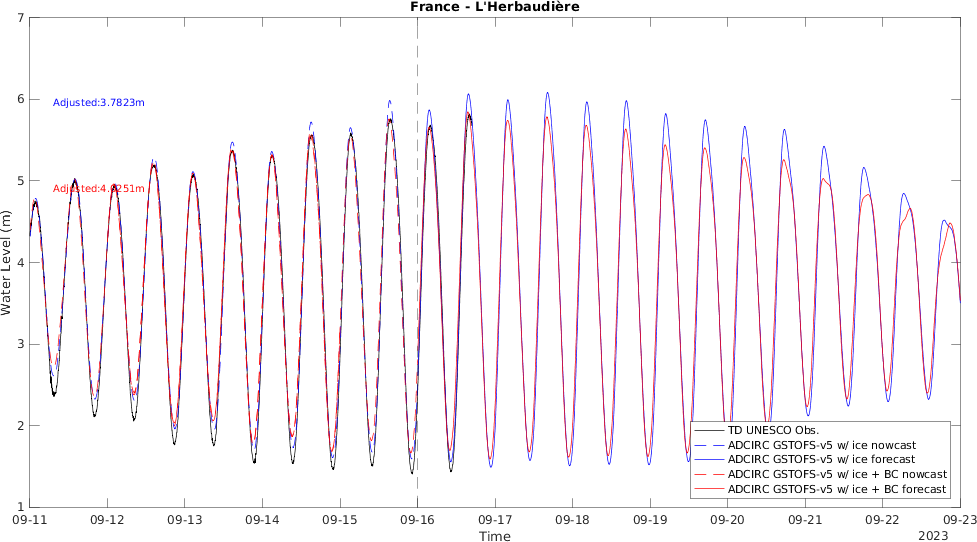 France - L'Herbaudière
7
6
5
4
3
2
1
Water Level (m)
Adjusted:3.7823m
Adjusted:4.0251m
TD UNESCO Obs.
ADCIRC GSTOFS-v5 w/ ice nowcast
ADCIRC GSTOFS-v5 w/ ice forecast
ADCIRC GSTOFS-v5 w/ ice + BC nowcast
ADCIRC GSTOFS-v5 w/ ice + BC forecast
09-11 09-12 09-13 09-14 09-15 09-16 09-17 09-18 09-19 09-20 09-21 09-22 09-23
Time
2023